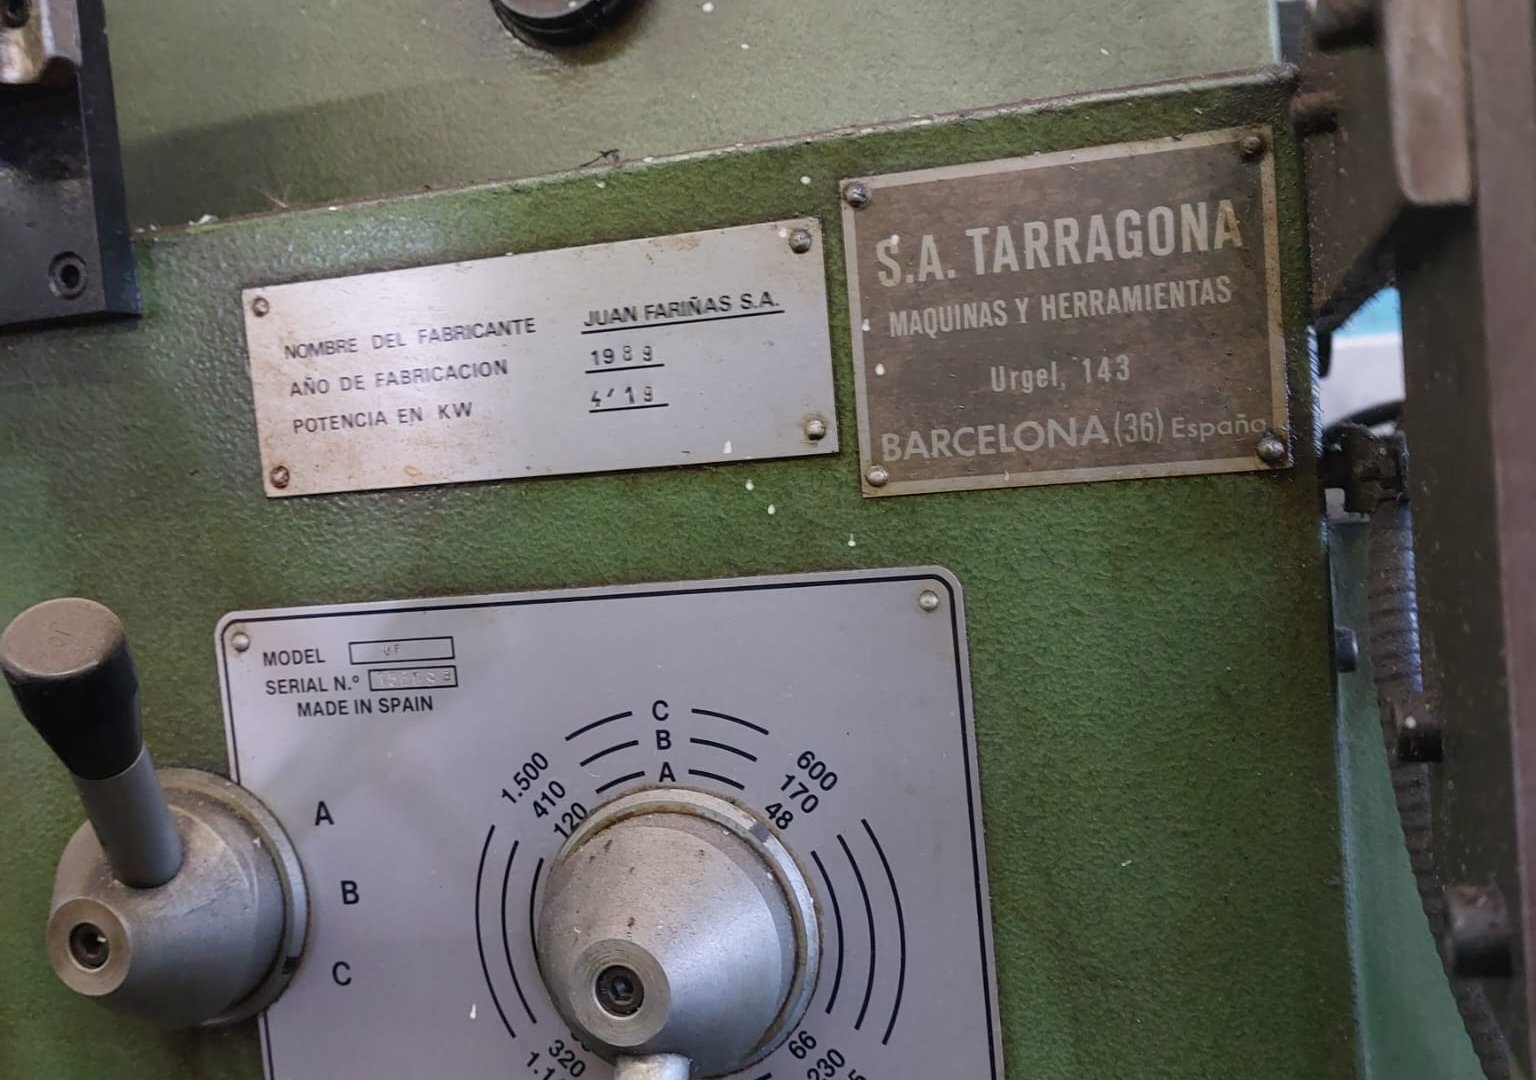 NOMBRE DEL FABRICANTE JUAN FARIÑAS S.A.
AÑO DE FABRICACION 1989
POTENCIA EN KW 4'19
S.A. TARRAGONA
MAQUINAS Y HERRAMIENTAS
Urgel, 143
BARCELONA (36) España
MODEL
SERIAL N.º
MADE IN SPAIN
A
B
C
C
B
A
1.500
410
120
600
170
48
320
66
230